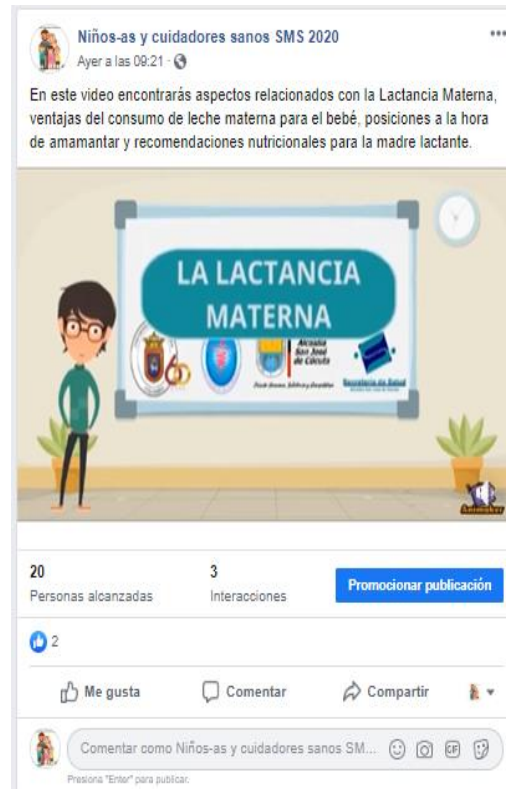 Niños-as y cuidadores sanos SMS 2020
Ayer a las 09:21 ·
En este video encontrarás aspectos relacionados con la Lactancia Materna,
ventajas del consumo de leche materna para el bebé, posiciones a la hora
de amamantar y recomendaciones nutricionales para la madre lactante.
LA LACTANCIA
MATERNA
60
Alcaldía
San José
de Cúcuta
Secretaría de Salud
Animaker
20
Personas alcanzadas
3
Interacciones
Promocionar publicación
2
Me gusta
Comentar
Compartir
Comentar como Niños-as y cuidadores sanos SM...
GIF
Presiona "Enter" para publicar.